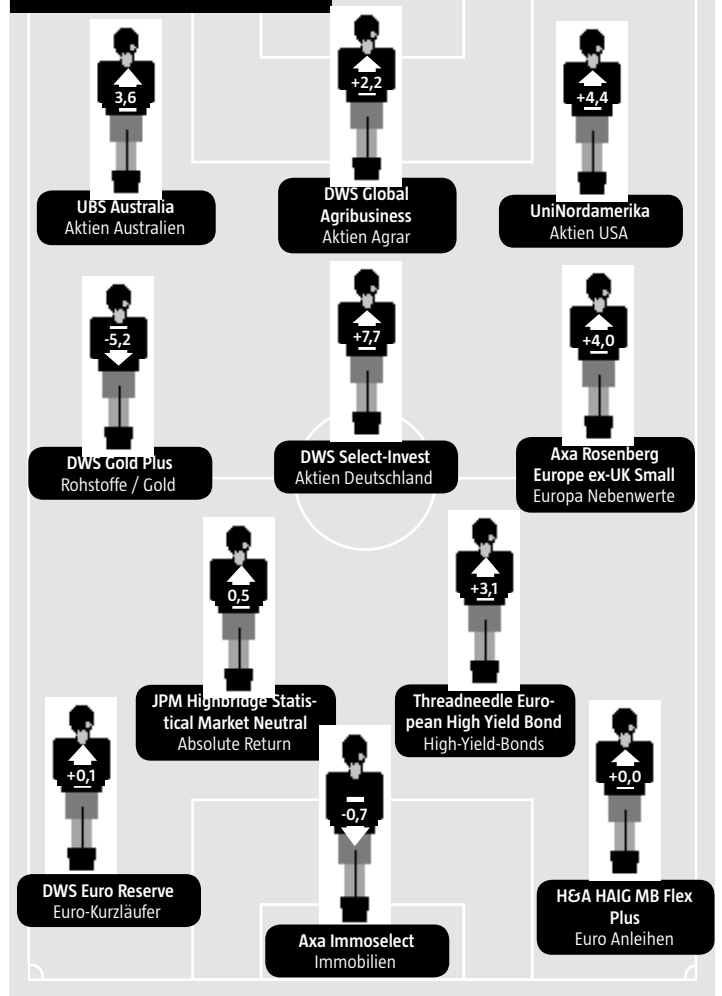 3,6
UBS Australia
Aktien Australien
+2,2
DWS Global
Agribusiness
Aktien Agrar
+4,4
UniNordamerika
Aktien USA
-5,2
DWS Gold Plus
Rohstoffe / Gold
+7,7
DWS Select-Invest
Aktien Deutschland
+4,0
Axa Rosenberg
Europe ex-UK Small
Europa Nebenwerte
0,5
JPM Highbridge Statis-
tical Market Neutral
Absolute Return
+3,1
Threadneedle Euro-
pean High Yield Bond
High-Yield-Bonds
+0,1
DWS Euro Reserve
Euro-Kurzläufer
-0,7
Axa Immoselect
Immobilien
+0,0
H&A HAIG MB Flex
Plus
Euro Anleihen